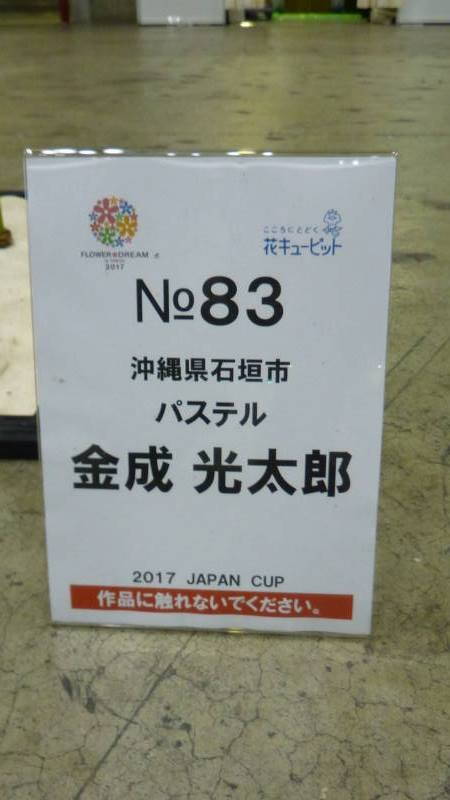 こころにとどく
花キューピット
FLOWER DREAM
2017
№83
沖縄県石垣市
パステル
金成 光太郎
2017 JAPAN CUP
作品に触れないでください。